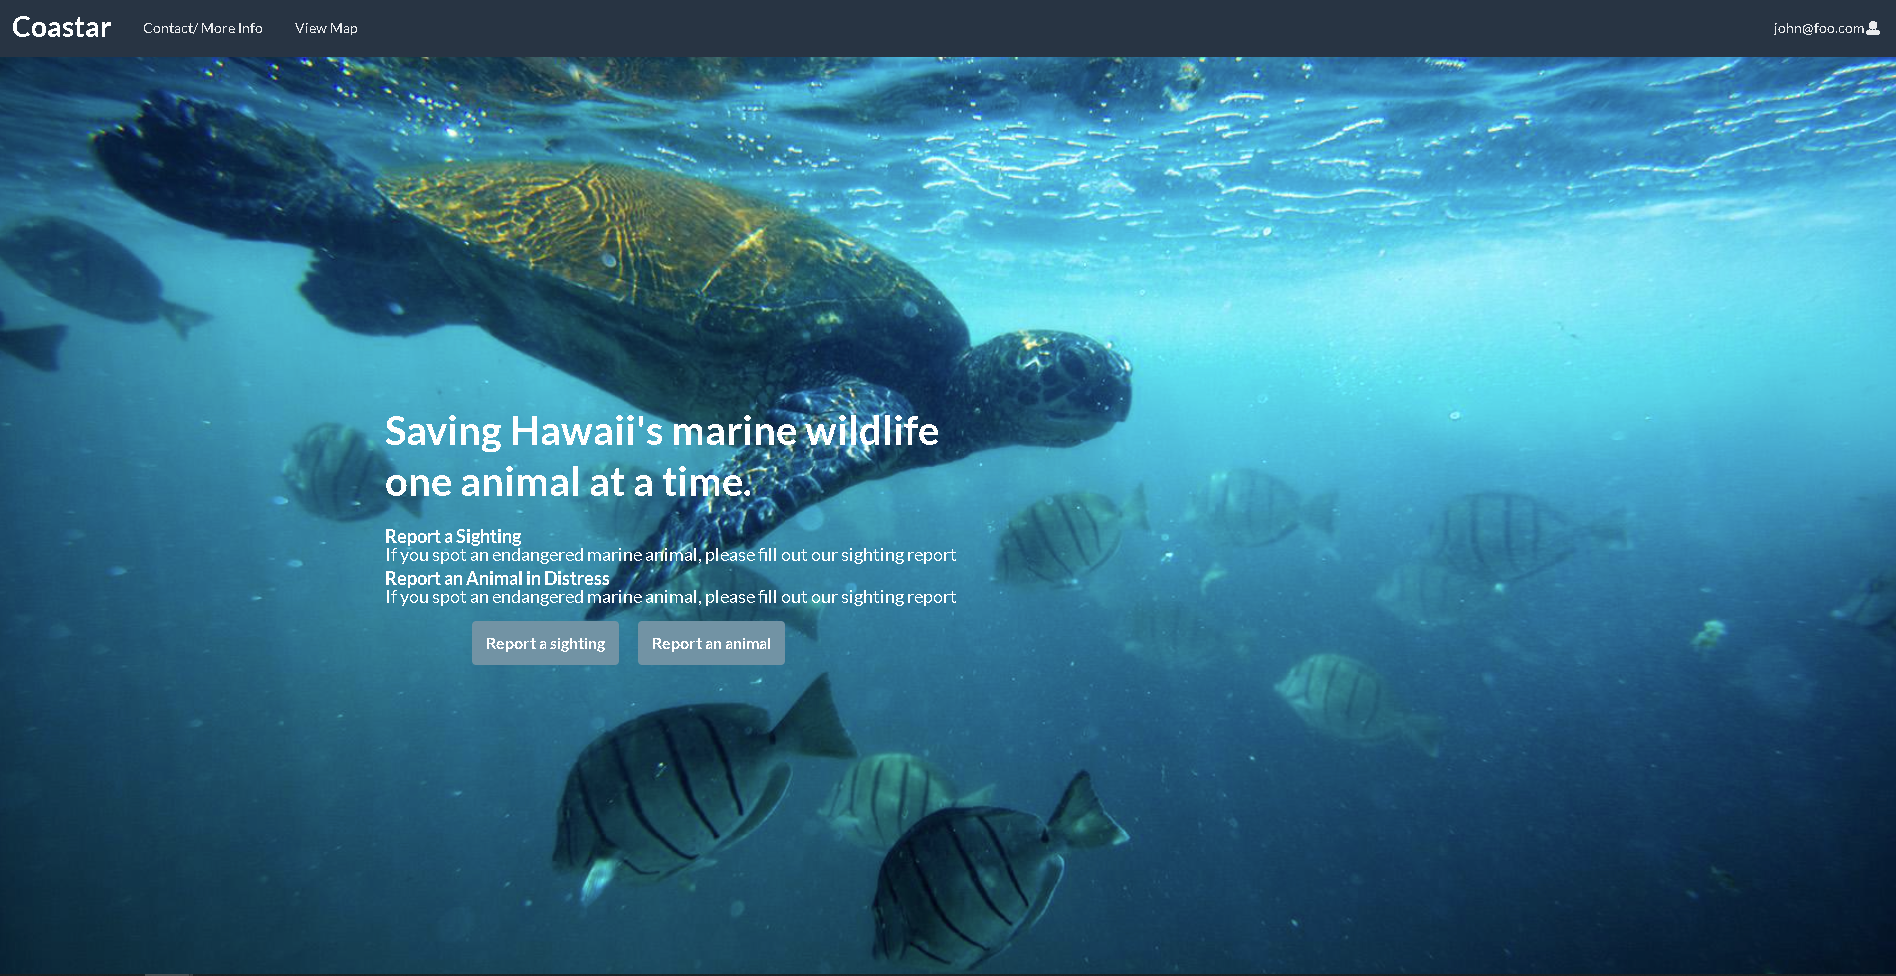 Coastar
Contact/ More Info
View Map
john@foo.com
Saving Hawaii's marine wildlife
one animal at a time.
Report a Sighting
If you spot an endangered marine animal, please fill out our sighting report
Report an Animal in Distress
If you spot an endangered marine animal, please fill out our sighting report
Report a sighting
Report an animal